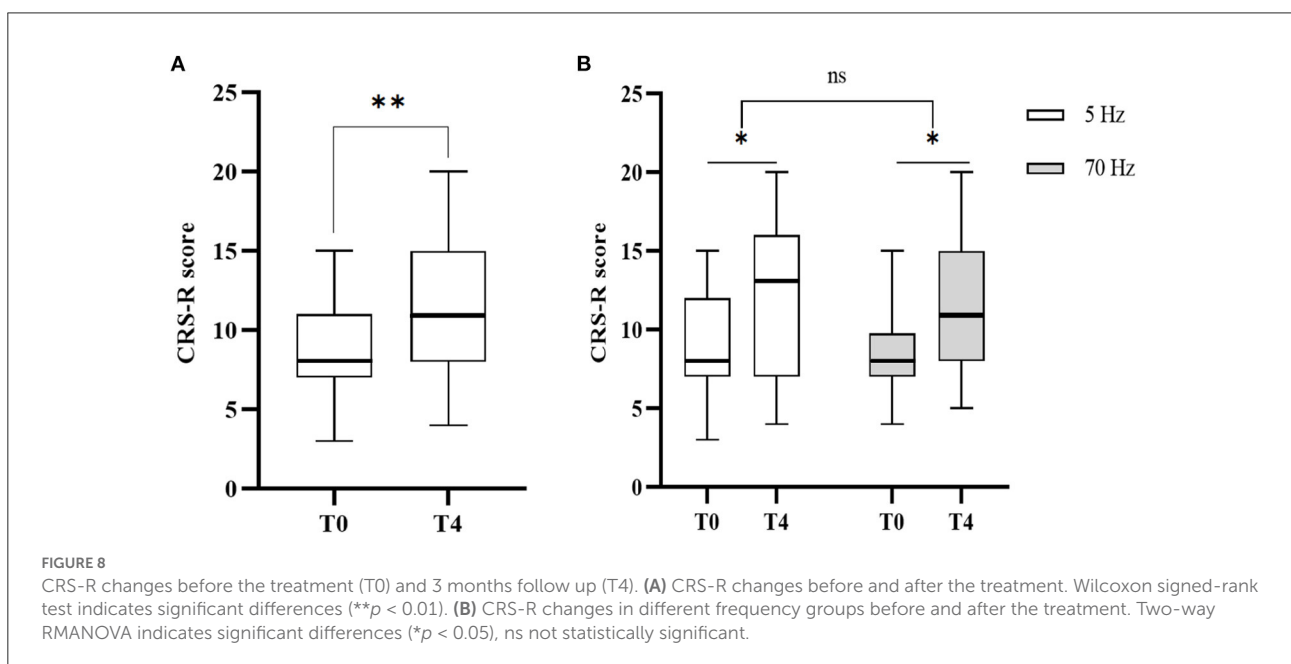 A
CRS-R score
25
20
15
10
5
0
**
T0
T4
B
CRS-R score
25
20
15
10
5
0
ns
*
*
T0
T4
T0
T4
5 Hz
70 Hz
FIGURE 8
CRS-R changes before the treatment (T0) and 3 months follow up (T4). (A) CRS-R changes before and after the treatment. Wilcoxon signed-rank
test indicates significant differences (**p < 0.01). (B) CRS-R changes in different frequency groups before and after the treatment. Two-way
RMANOVA indicates significant differences (*p < 0.05), ns not statistically significant.